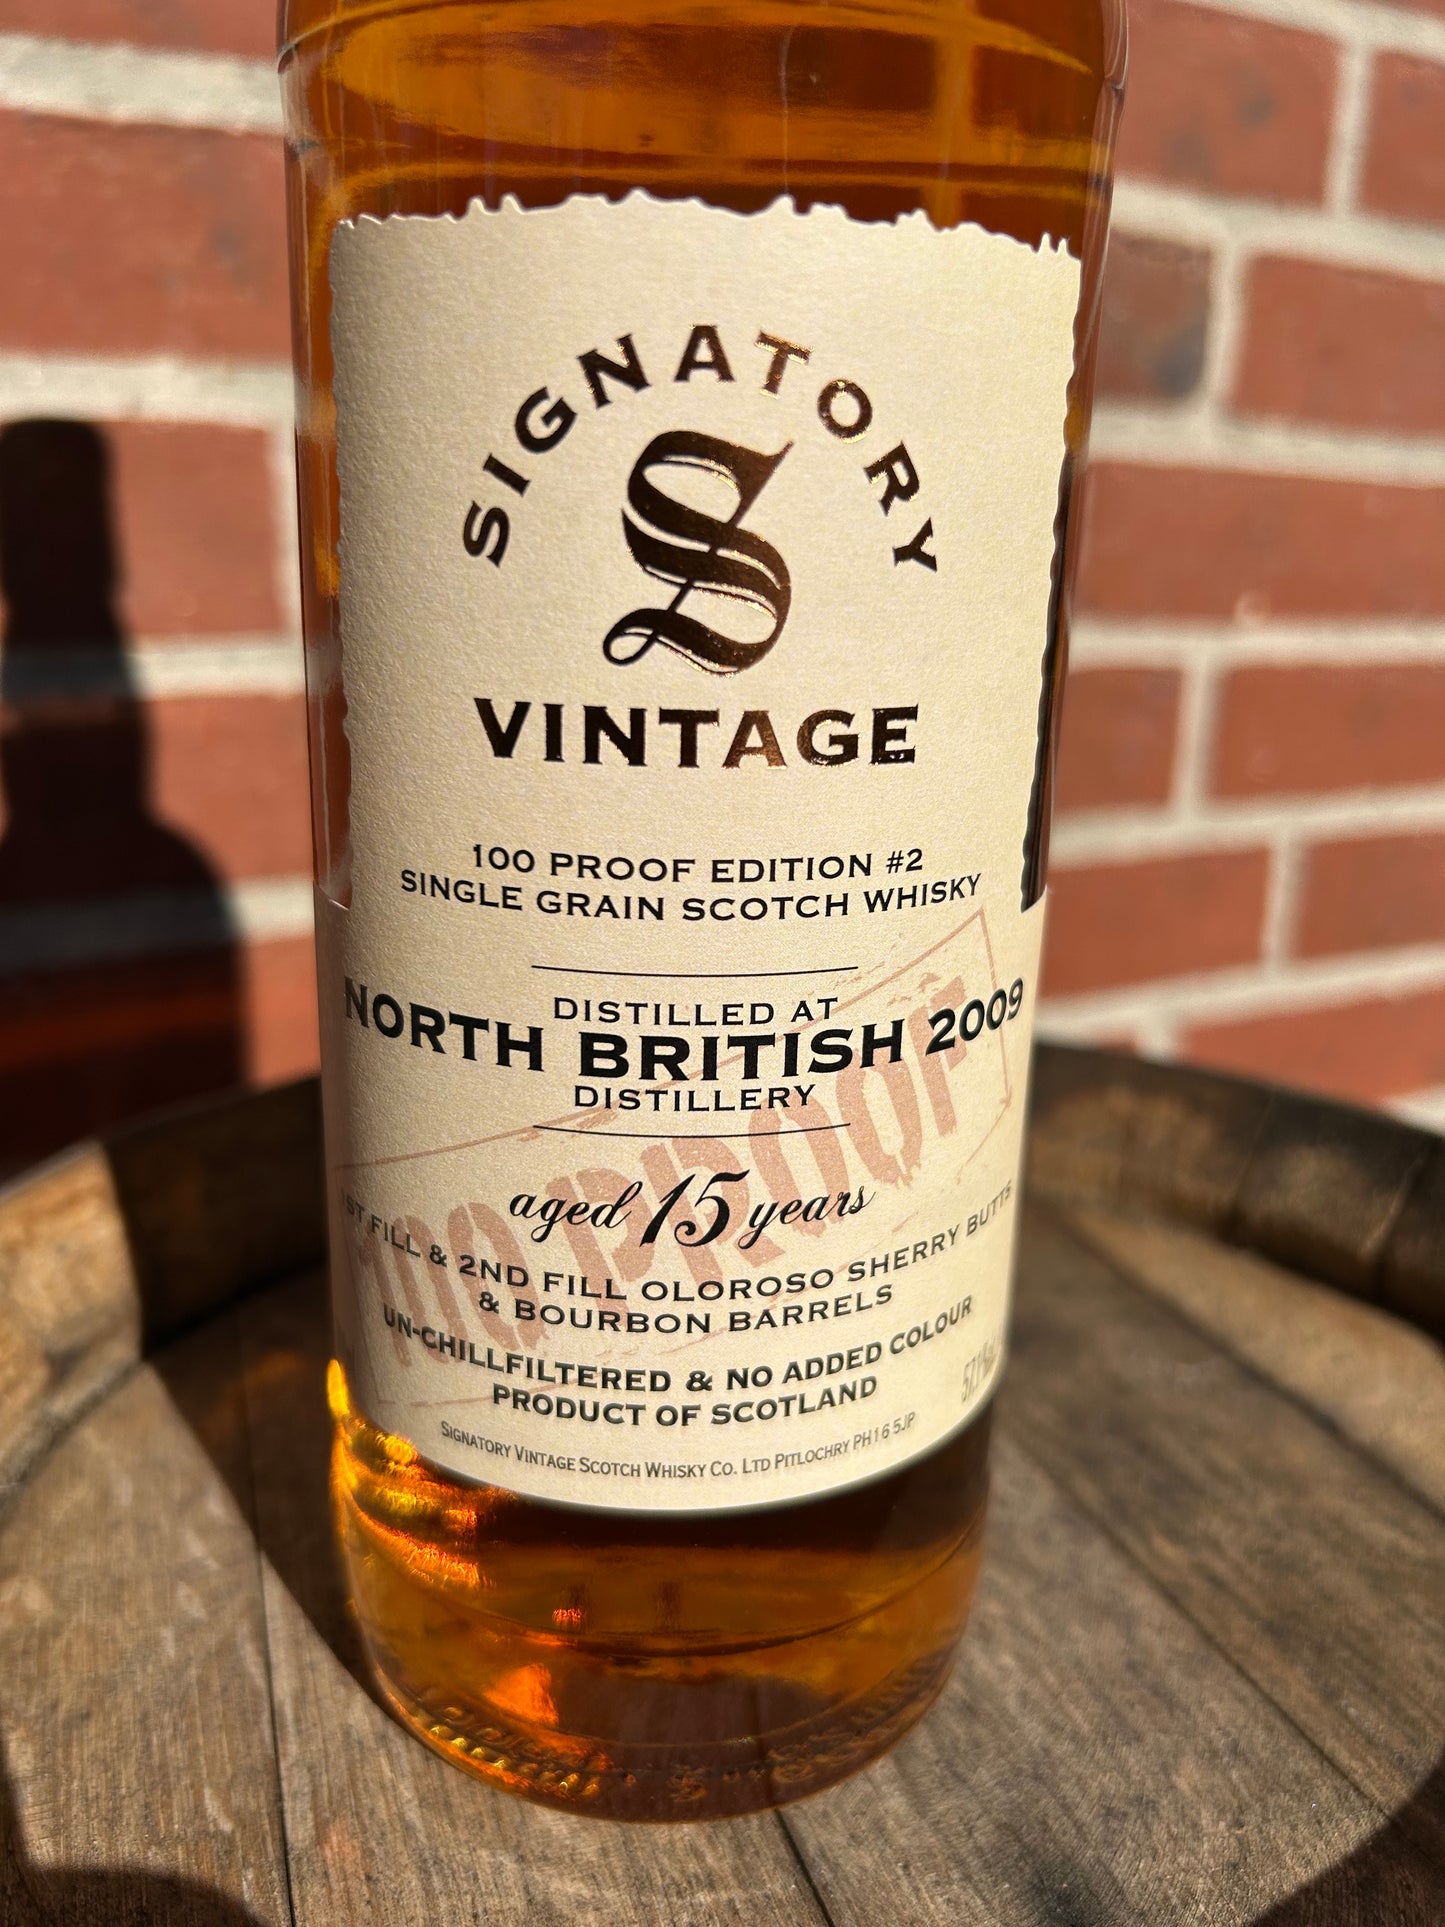 SIGNATORY
S
VINTAGE
100 PROOF EDITION #2
SINGLE GRAIN SCOTCH WHISKY
DISTILLED AT
NORTH BRITISH 2009
DISTILLERY
100 PROOF
aged 15 years
1ST FILL & 2ND FILL OLOROSO SHERRY BUTTS
& BOURBON BARRELS
UN-CHILLFILTERED & NO ADDED COLOUR
PRODUCT OF SCOTLAND
57.1%
SIGNATORY VINTAGE SCOTCH WHISKY CO. LTD PITLOCHRY PH16 5JP